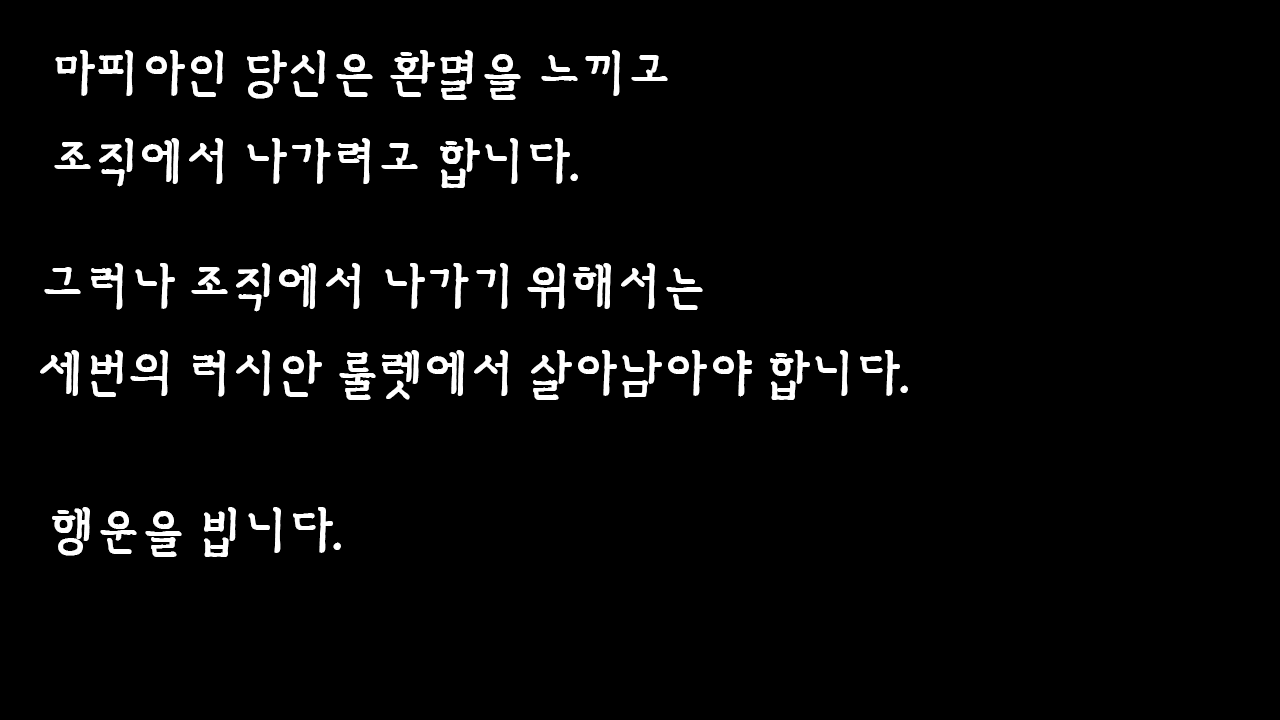 마피아인 당신은 환멸을 느끼고
조직에서 나가려고 합니다.
그러나 조직에서 나가기 위해서는
세번의 러시안 룰렛에서 살아남아야 합니다.
행운을 빕니다.